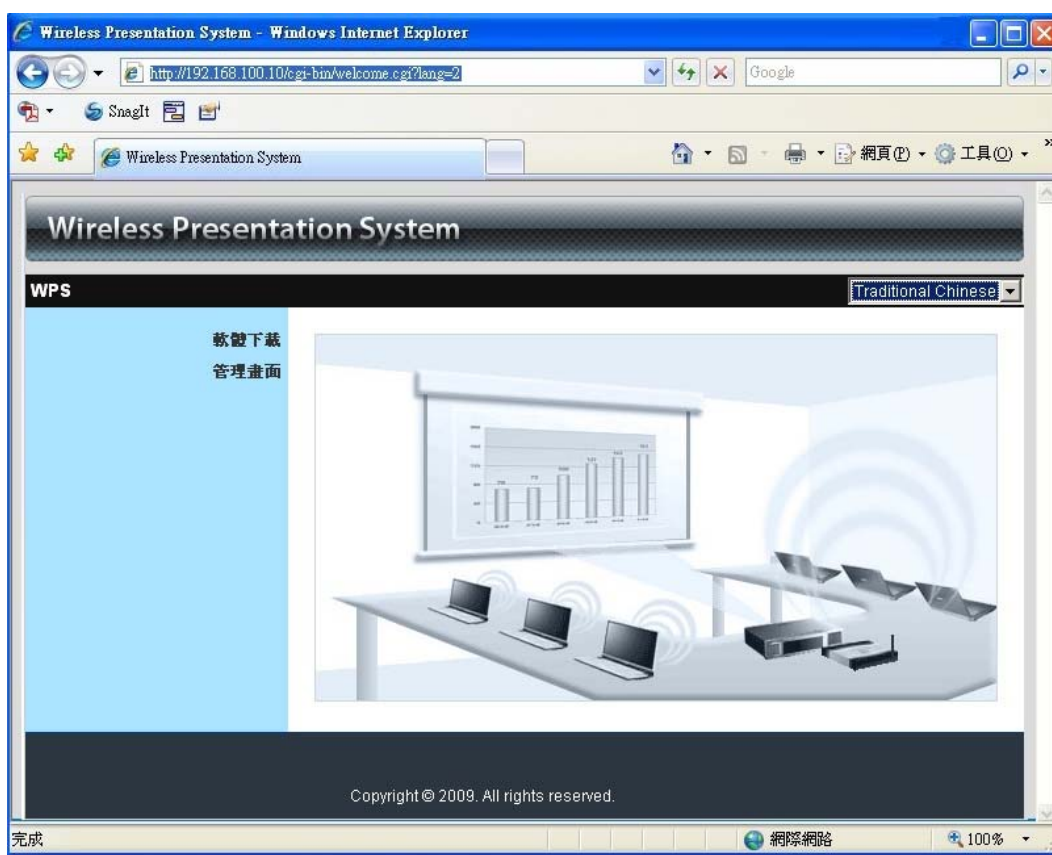 Wireless Presentation System - Windows Internet Explorer
http://192.168.100.10/cgi-bin/welcome.cgi?lang=2
Google
SnagIt
Wireless Presentation System
網頁(P)
工具(O)
Wireless Presentation System
WPS
Traditional Chinese
軟體下載
管理畫面
Copyright © 2009. All rights reserved.
完成
網際網路
100%